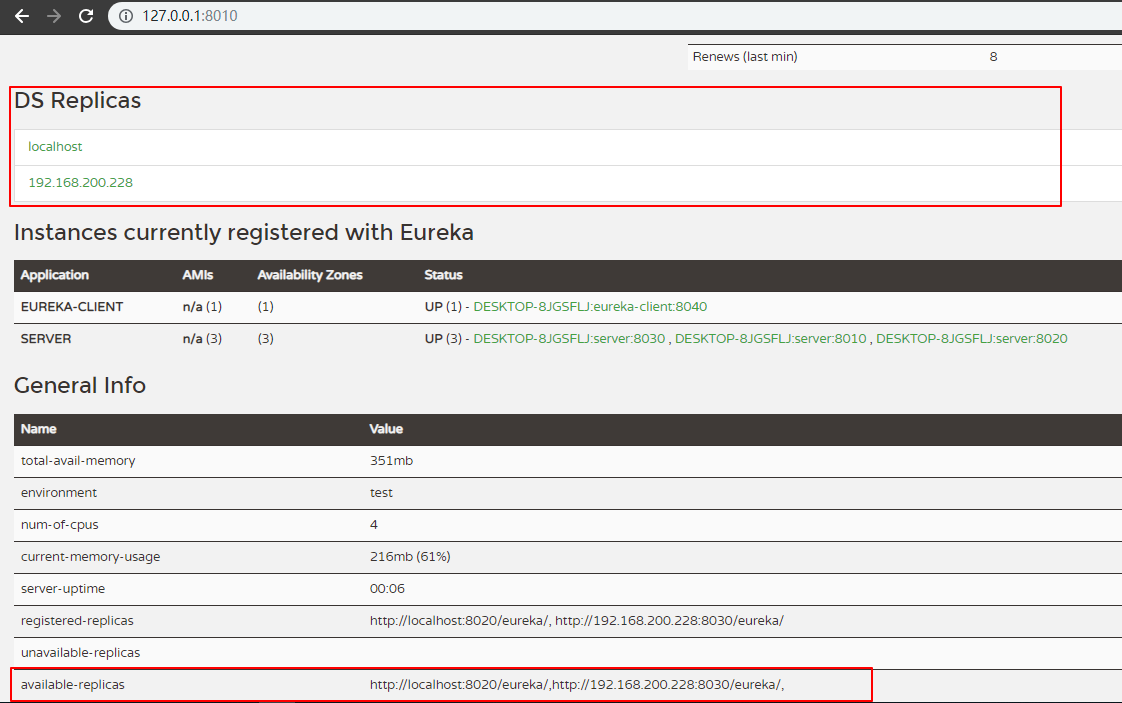 127.0.0.1:8010
Renews (last min) 8
DS Replicas
localhost
192.168.200.228
Instances currently registered with Eureka
Application AMIs Availability Zones Status
EUREKA-CLIENT n/a (1) (1) UP (1) - DESKTOP-8JGSFLJ:eureka-client:8040
SERVER n/a (3) (3) UP (3) - DESKTOP-8JGSFLJ:server:8030 , DESKTOP-8JGSFLJ:server:8010 , DESKTOP-8JGSFLJ:server:8020
General Info
Name Value
total-avail-memory 351mb
environment test
num-of-cpus 4
current-memory-usage 216mb (61%)
server-uptime 00:06
registered-replicas http://localhost:8020/eureka/, http://192.168.200.228:8030/eureka/
unavailable-replicas
available-replicas http://localhost:8020/eureka/,http://192.168.200.228:8030/eureka/,